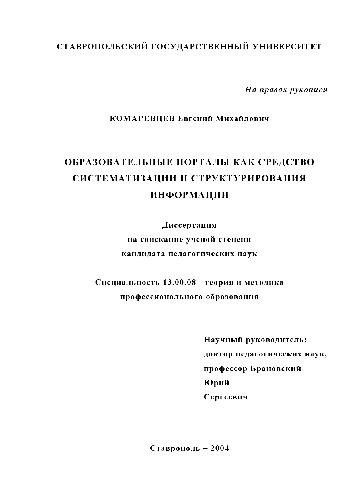 СТАВРОПОЛЬСКИЙ ГОСУДАРСТВЕННЫЙ УНИВЕРСИТЕТ
На правах рукописи
КОМАРЕВЦЕВ Евгений Михайлович
ОБРАЗОВАТЕЛЬНЫЕ ПОРТАЛЫ КАК СРЕДСТВО
СИСТЕМАТИЗАЦИИ И СТРУКТУРИРОВАНИЯ
ИНФОРМАЦИИ
Диссертация
на соискание ученой степени
кандидата педагогических наук
Специальность 13.00.08 – теория и методика
профессионального образования
Научный руководитель:
доктор педагогических наук,
профессор Брановский
Юрий
Сергеевич
Ставрополь – 2004